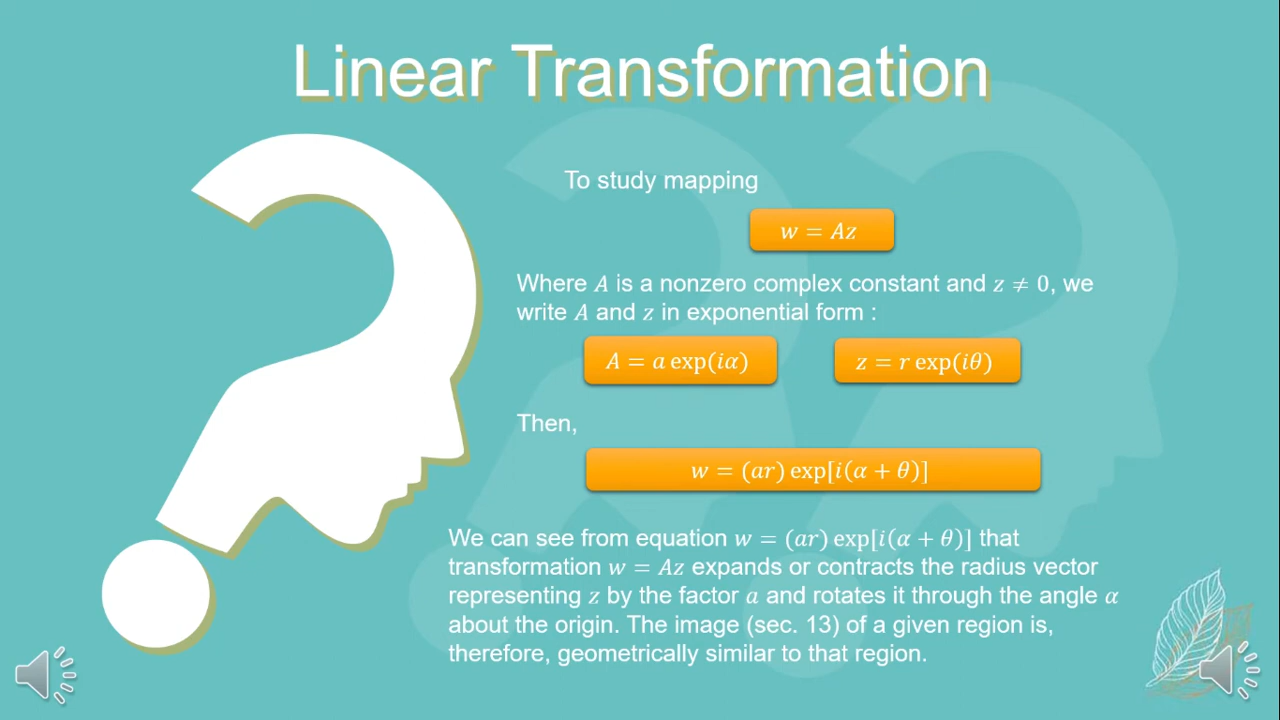 Linear Transformation
To study mapping
𝑤 = 𝐴𝑧
Where 𝐴 is a nonzero complex constant and 𝑧 ≠ 0, we
write 𝐴 and 𝑧 in exponential form :
𝐴 = 𝑎 exp(𝑖𝛼)
𝑧 = 𝑟 exp(𝑖𝜃)
Then,
𝑤 = (𝑎𝑟) exp[𝑖(𝛼 + 𝜃)]
We can see from equation 𝑤 = (𝑎𝑟) exp[𝑖(𝛼 + 𝜃)] that
transformation 𝑤 = 𝐴𝑧 expands or contracts the radius vector
representing 𝑧 by the factor 𝑎 and rotates it through the angle 𝛼
about the origin. The image (sec. 13) of a given region is,
therefore, geometrically similar to that region.